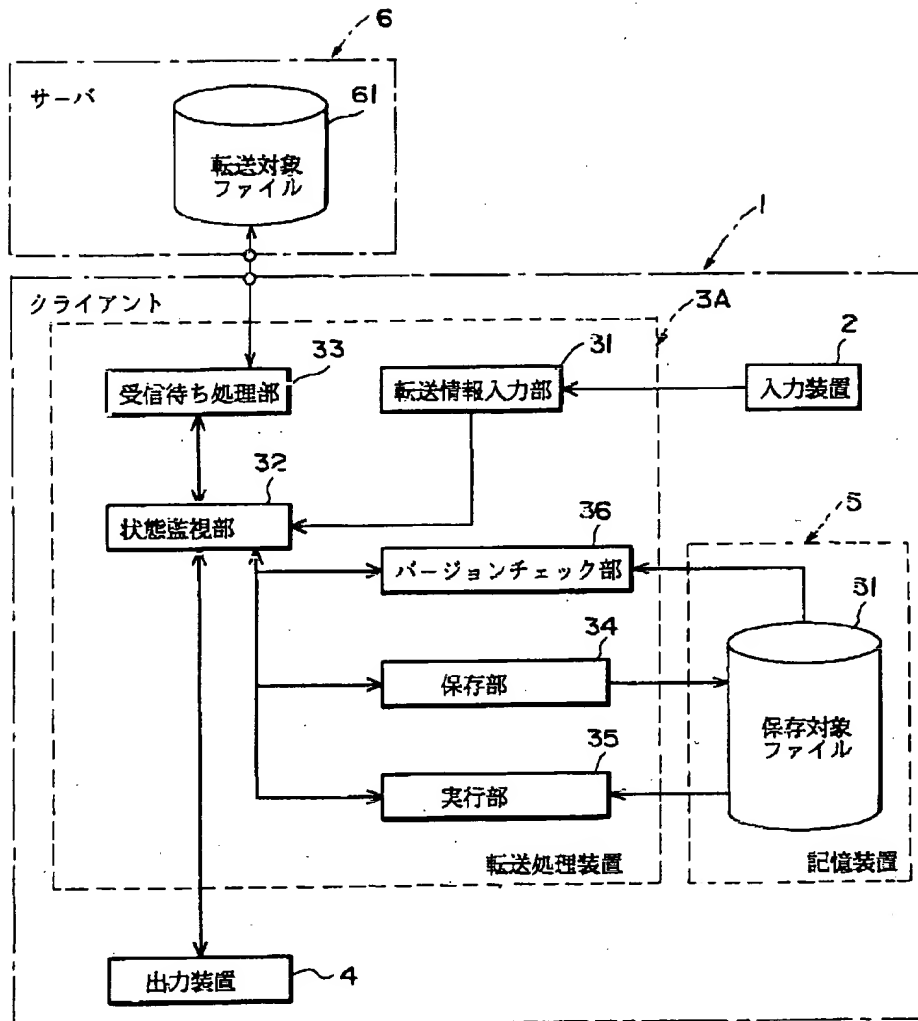 6
サーバ
61
転送対象
ファイル
1
クライアント
3A
33
31
2
受信待ち処理部
転送情報入力部
入力装置
32
状態監視部
36
5
バージョンチェック部
51
34
保存部
保存対象
ファイル
35
実行部
転送処理装置
記憶装置
出力装置
4